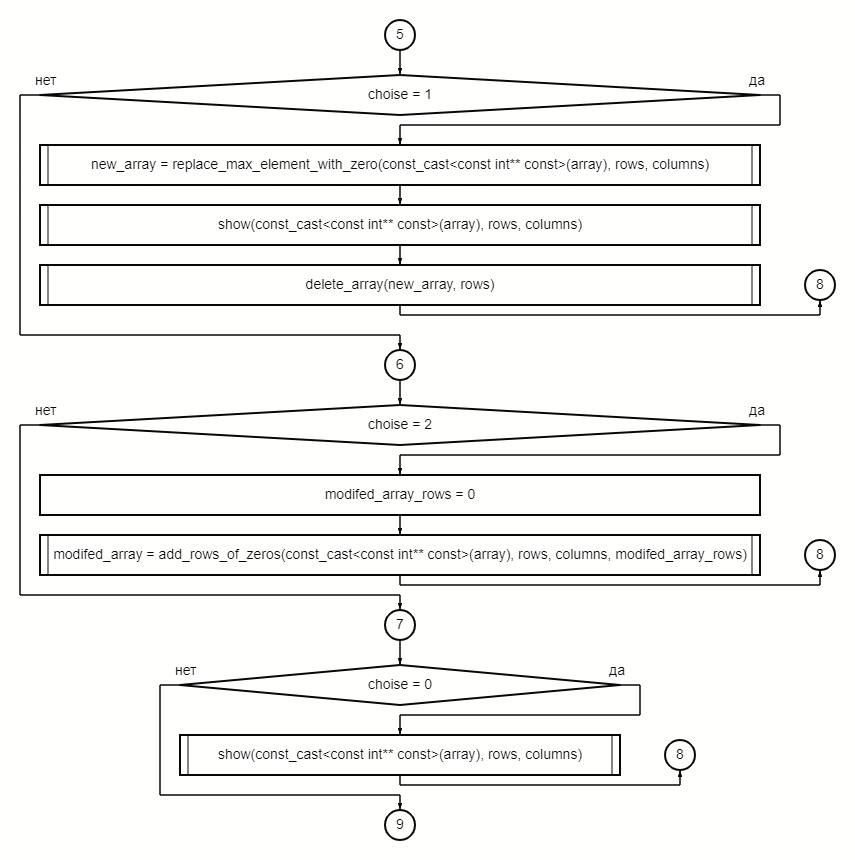 5
нет
да
choise = 1
new_array = replace_max_element_with_zero(const_cast<const int** const>(array), rows, columns)
show(const_cast<const int** const>(array), rows, columns)
delete_array(new_array, rows)
8
6
нет
да
choise = 2
modifed_array_rows = 0
modifed_array = add_rows_of_zeros(const_cast<const int** const>(array), rows, columns, modifed_array_rows)
8
7
нет
да
choise = 0
show(const_cast<const int** const>(array), rows, columns)
8
9